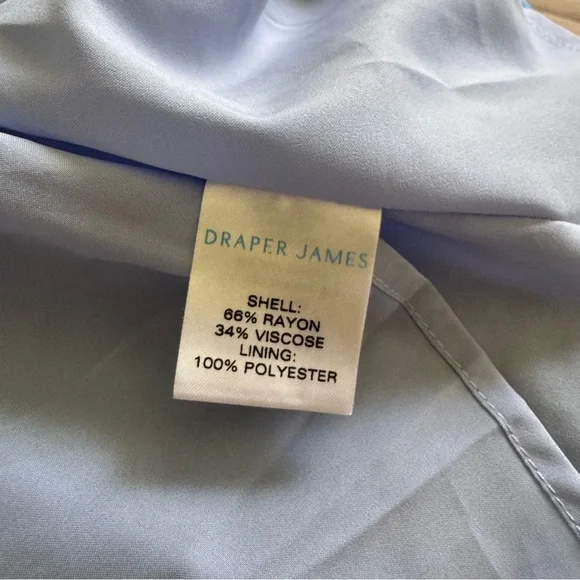 DRAPER JAMES
SHELL:
66% RAYON
34% VISCOSE
LINING:
100% POLYESTER